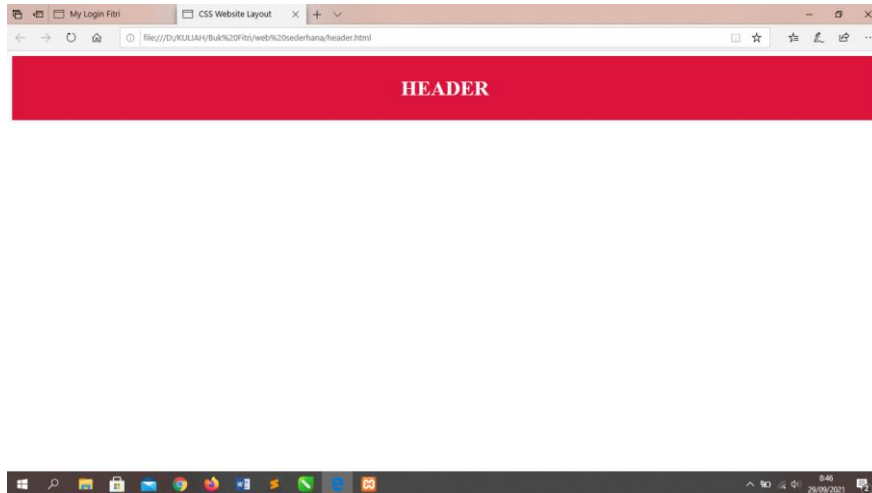 My Login Fitri
CSS Website Layout
file:///D:/KULIAH/Buk%20Fitri/web%20sederhana/header.html
HEADER
8:46
29/09/2021